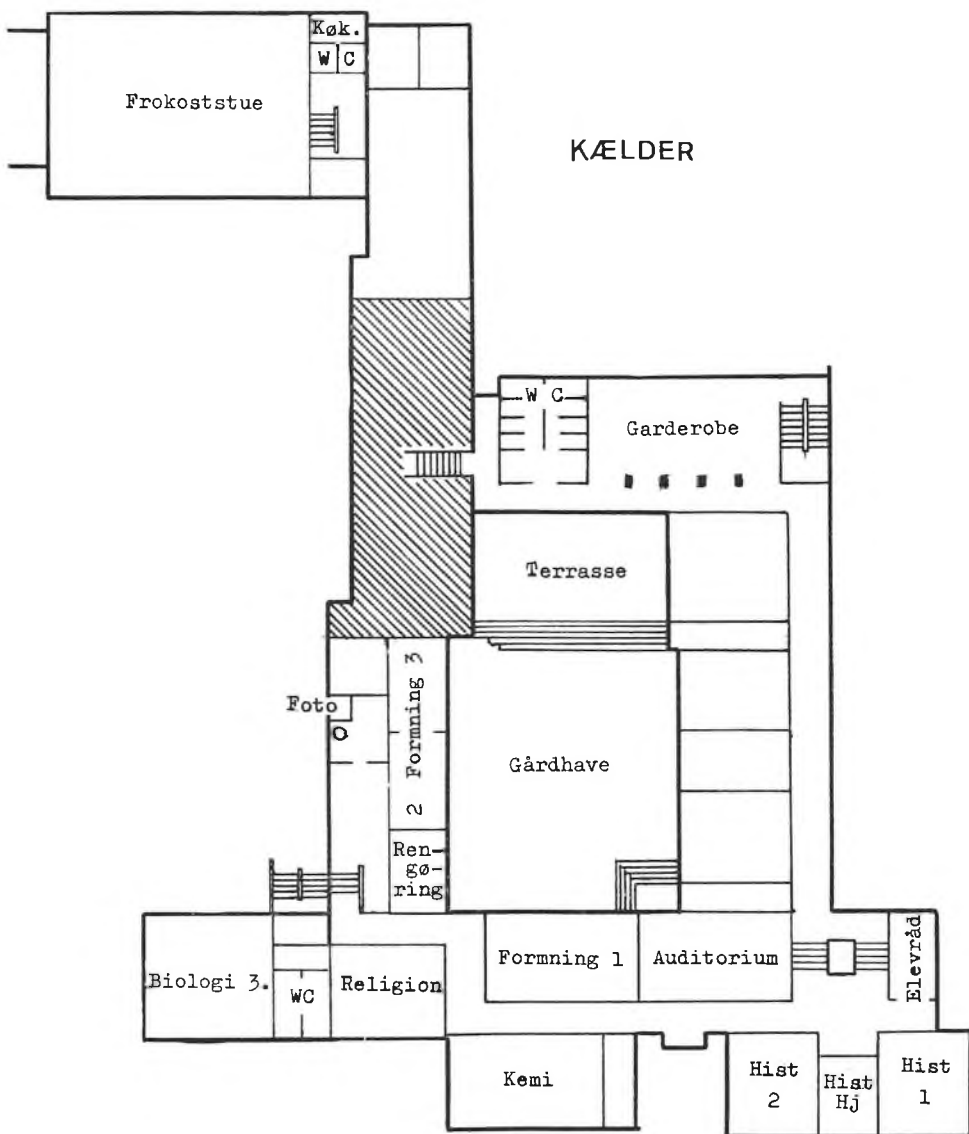 Køk.
W C
Frokoststue
KÆLDER
W C
Garderobe
Terrasse
Foto
2 Formning 3
Gårdhave
Ren-
gø-
ring
Biologi 3.
WC
Religion
Formning 1
Auditorium
Elevråd
Kemi
Hist
2
Hist
Hj
Hist
1